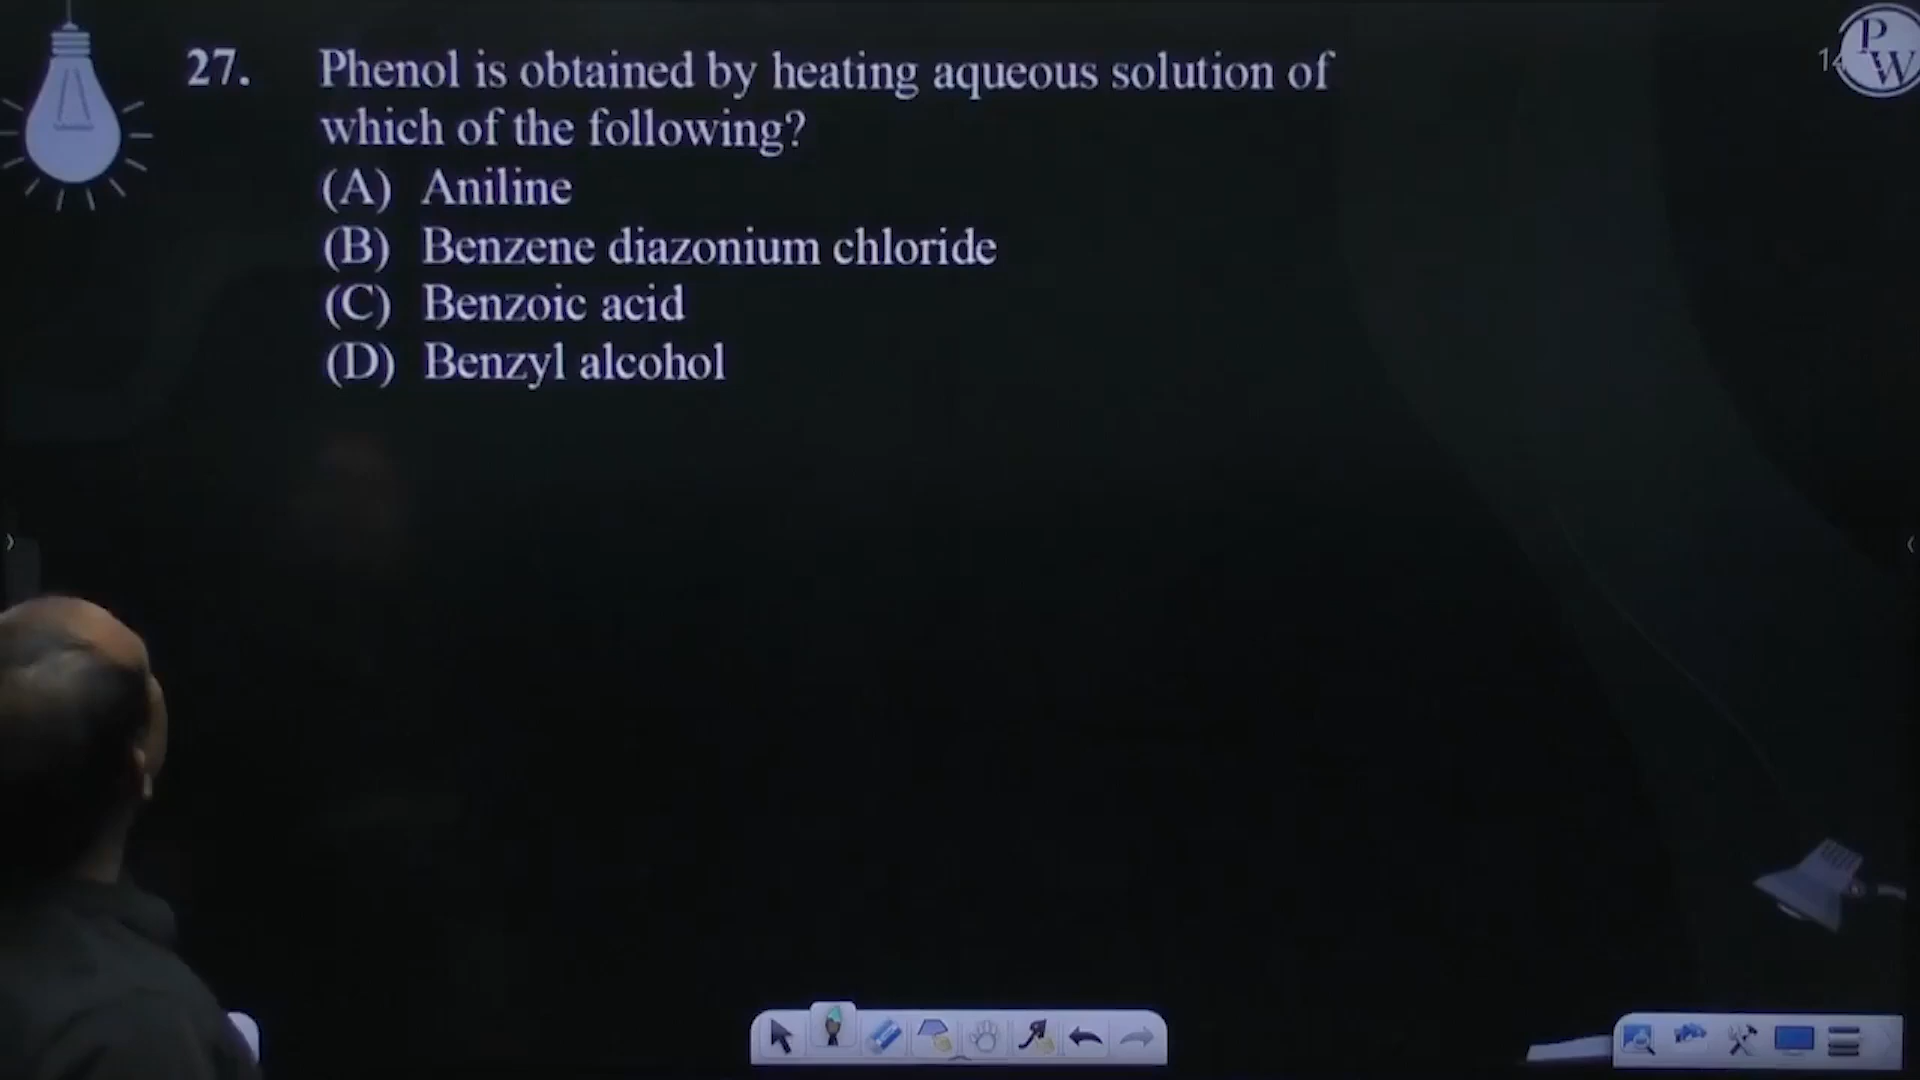 27. Phenol is obtained by heating aqueous solution of
which of the following?
(A) Aniline
(B) Benzene diazonium chloride
(C) Benzoic acid
(D) Benzyl alcohol
PW